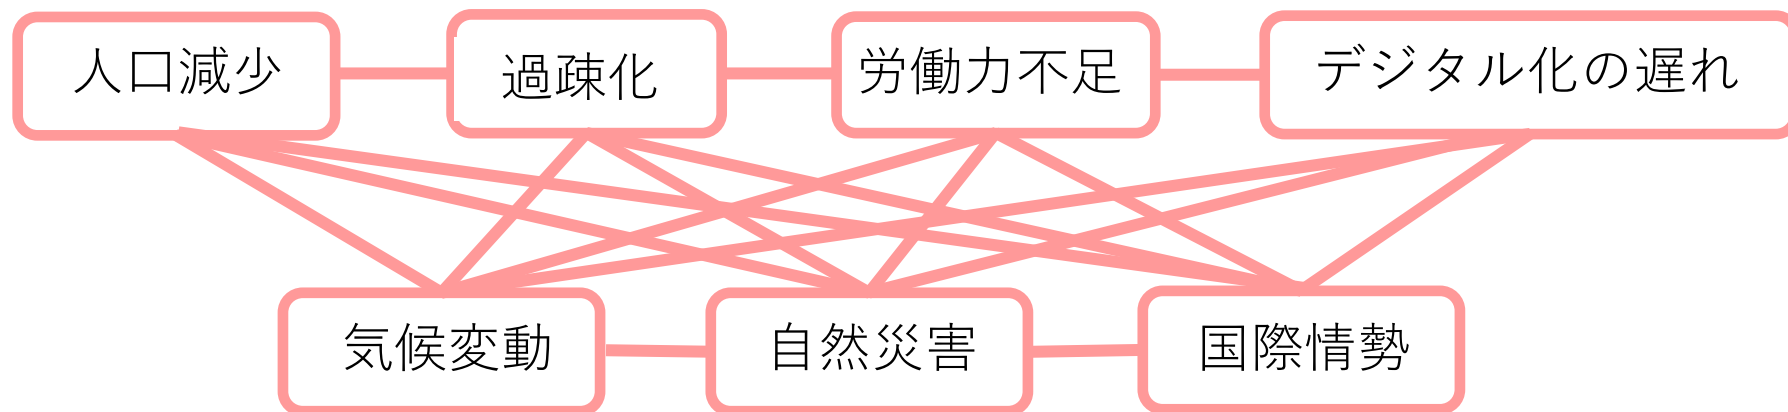 人口減少
過疎化
労働力不足
デジタル化の遅れ
気候変動
自然災害
国際情勢